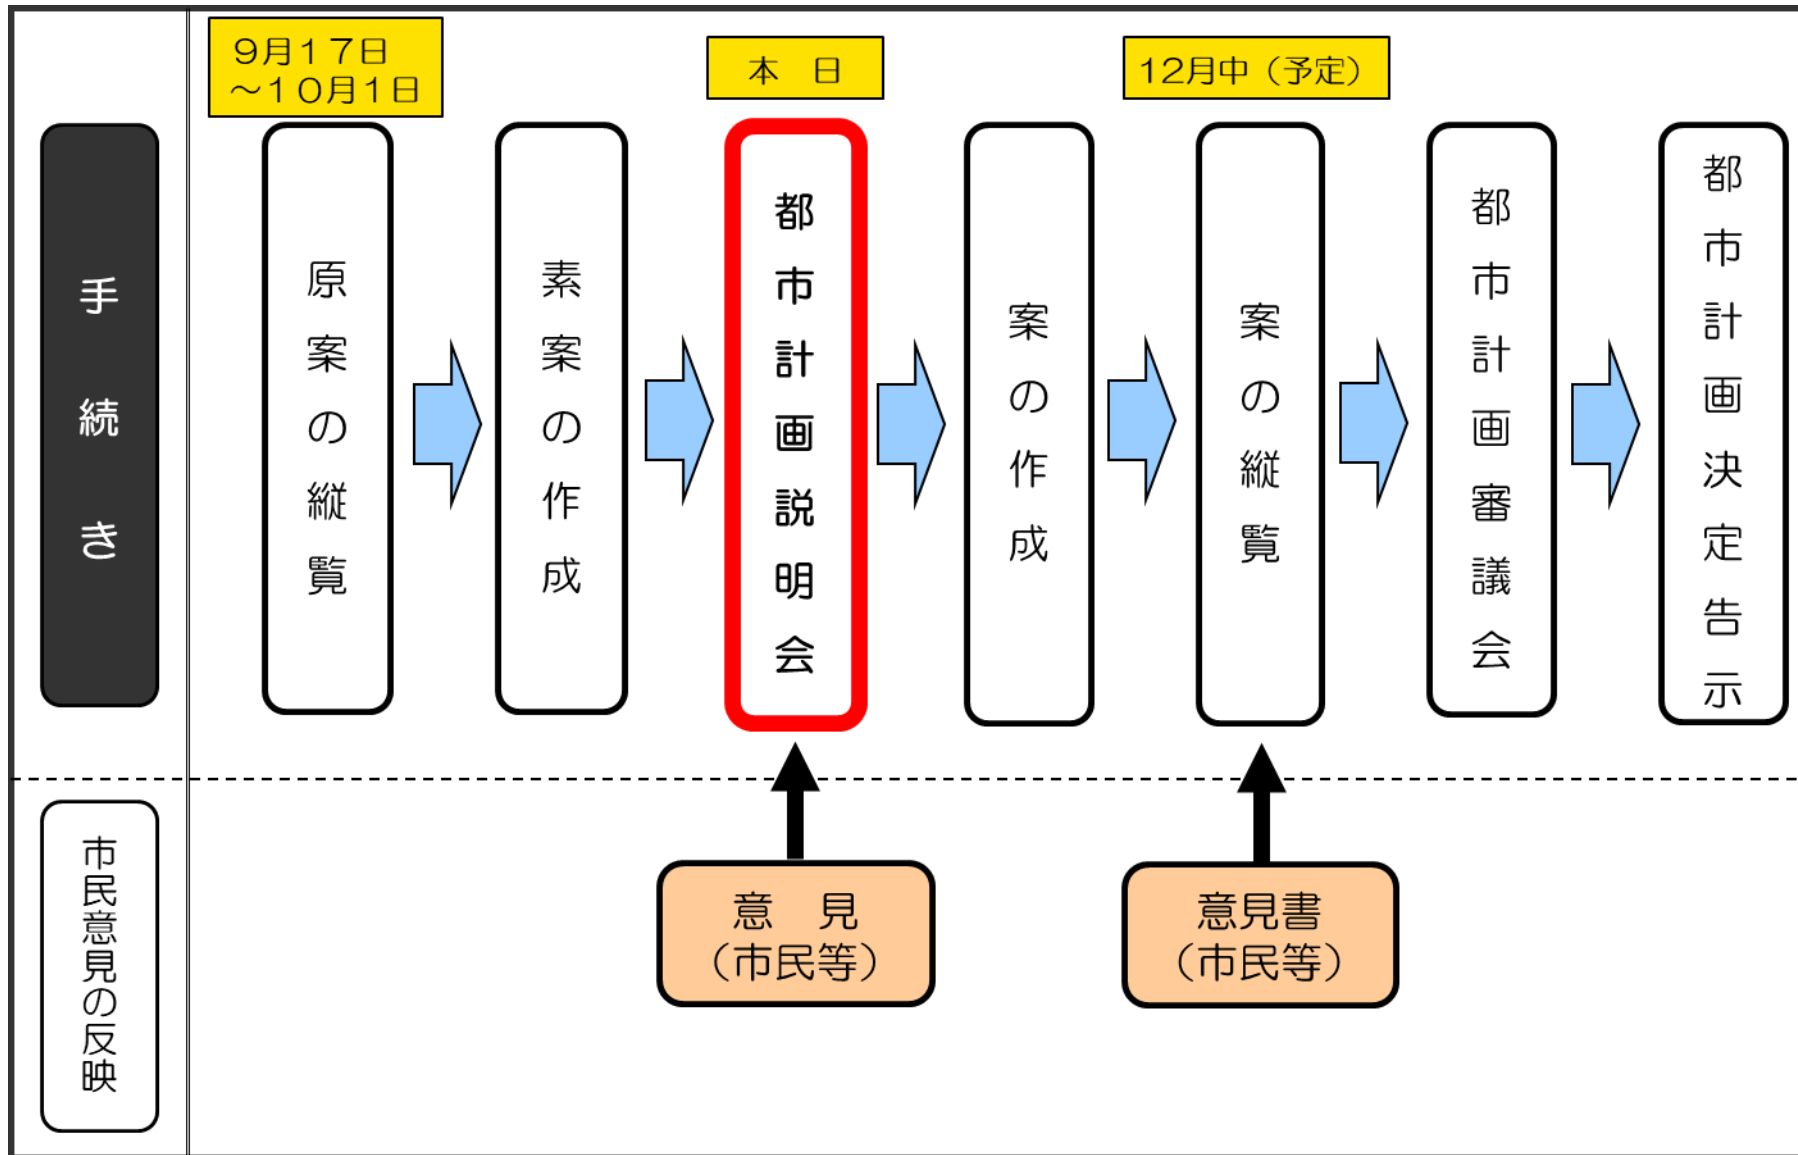 9月17日
～10月1日
本 日
12月中（予定）
手続き
原案の縦覧
素案の作成
都市計画説明会
案の作成
案の縦覧
都市計画審議会
都市計画決定告示
市民意見の反映
意 見
（市民等）
意見書
（市民等）